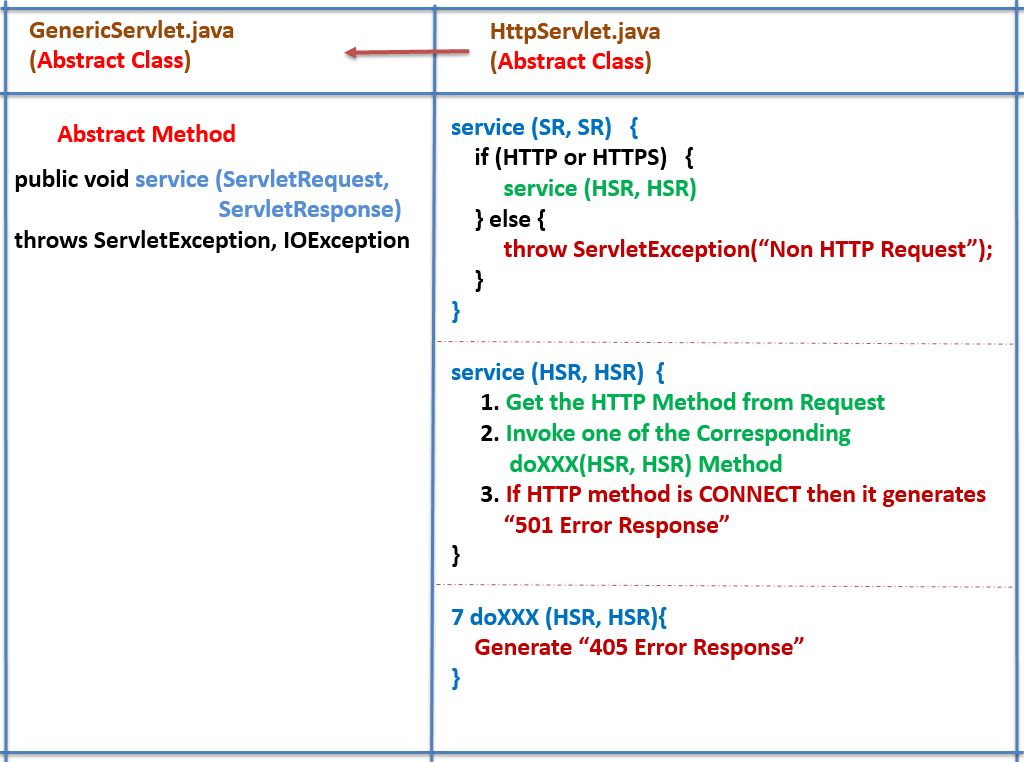 GenericServlet.java
(Abstract Class)
HttpServlet.java
(Abstract Class)
Abstract Method
public void service (ServletRequest,
ServletResponse)
throws ServletException, IOException
service (SR, SR) {
if (HTTP or HTTPS) {
service (HSR, HSR)
} else {
throw ServletException(“Non HTTP Request”);
}
}
service (HSR, HSR) {
1. Get the HTTP Method from Request
2. Invoke one of the Corresponding
doXXX(HSR, HSR) Method
3. If HTTP method is CONNECT then it generates
“501 Error Response”
}
7 doXXX (HSR, HSR){
Generate “405 Error Response”
}